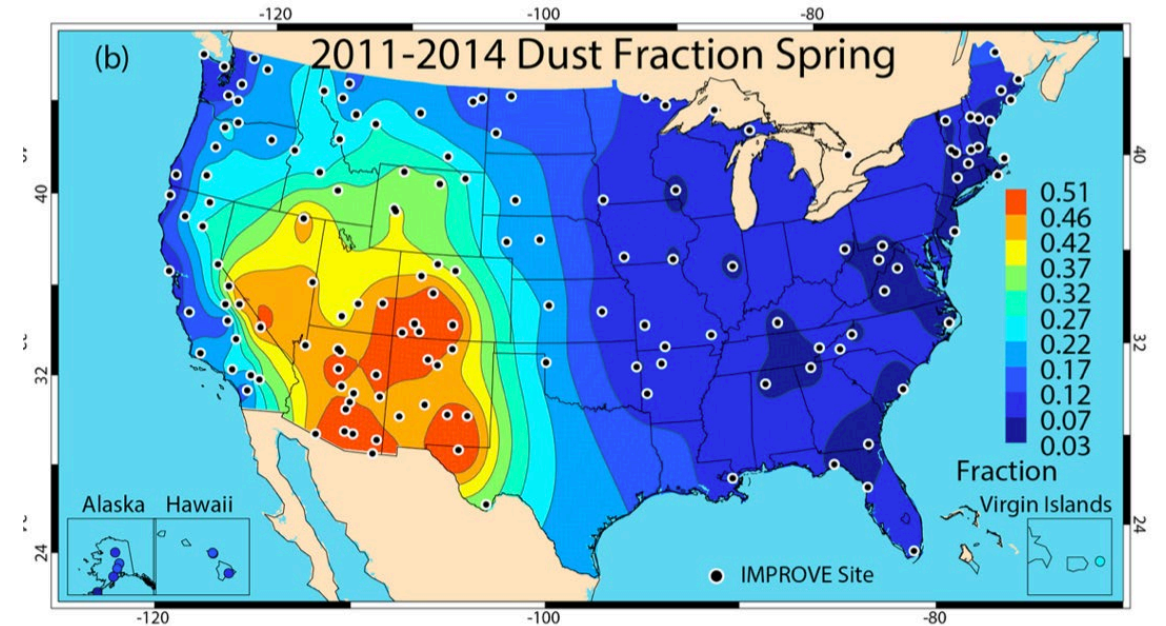 -120 -100 -80
(b) 2011-2014 Dust Fraction Spring
40 40
0.51
0.46
0.42
0.37
0.32
0.27
0.22
0.17
0.12
0.07
0.03
32 32
Fraction
Alaska Hawaii Virgin Islands
24 24
IMPROVE Site
-120 -100 -80